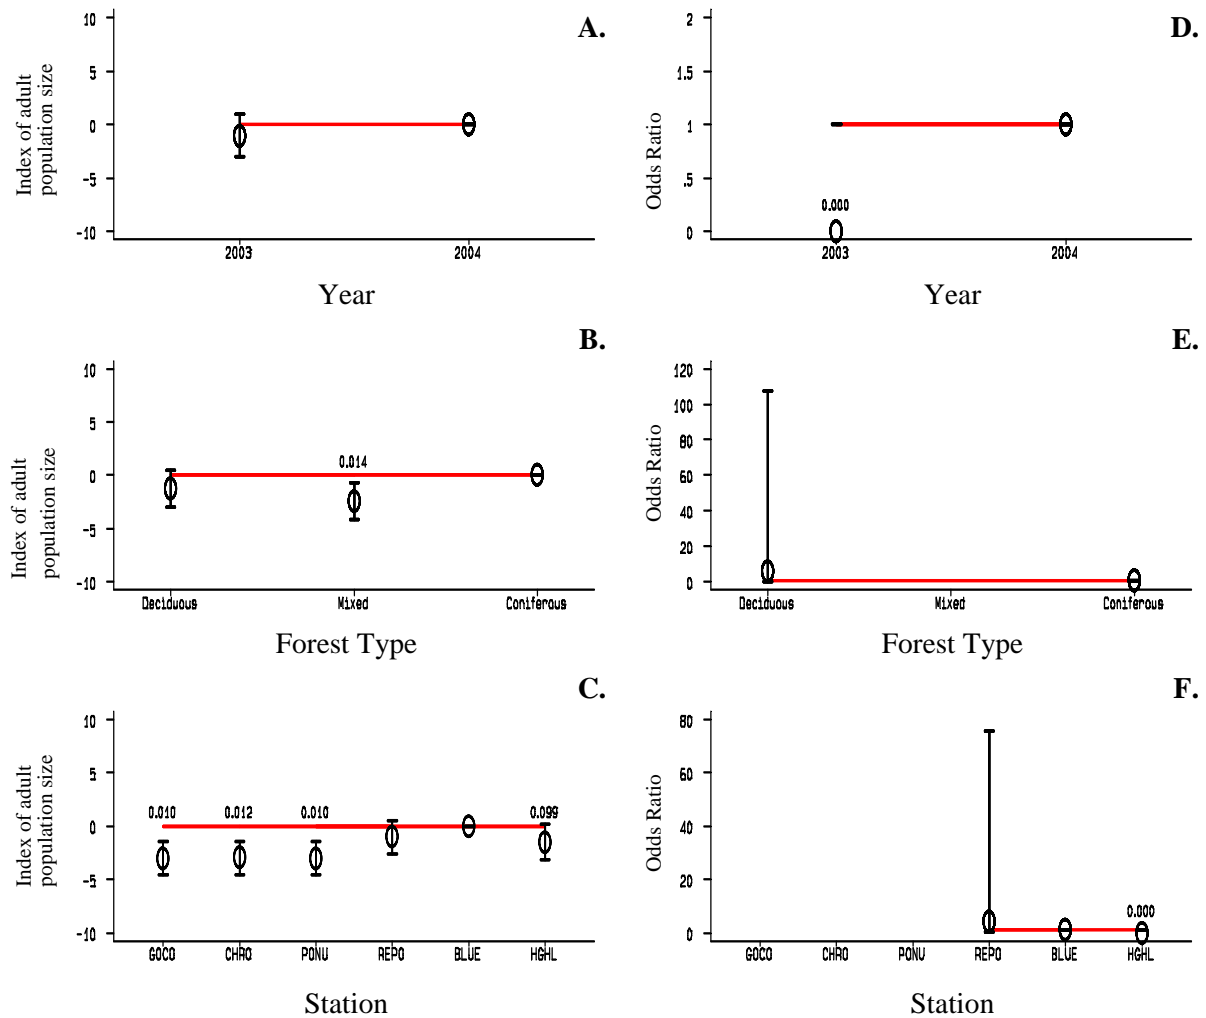 A.
Index of adult
population size
10
5
0
-5
-10
2003
2004
Year
D.
Odds Ratio
2
1.5
1
.5
0
0.000
2003
2004
Year
B.
Index of adult
population size
10
5
0
-5
-10
0.014
Deciduous
Mixed
Coniferous
Forest Type
E.
Odds Ratio
120
100
80
60
40
20
0
Deciduous
Mixed
Coniferous
Forest Type
C.
Index of adult
population size
10
5
0
-5
-10
0.010
0.012
0.010
0.099
GOCO
CHRO
PONV
REPO
BLUE
HGHL
Station
F.
Odds Ratio
80
60
40
20
0
0.000
GOCO
CHRO
PONV
REPO
BLUE
HGHL
Station